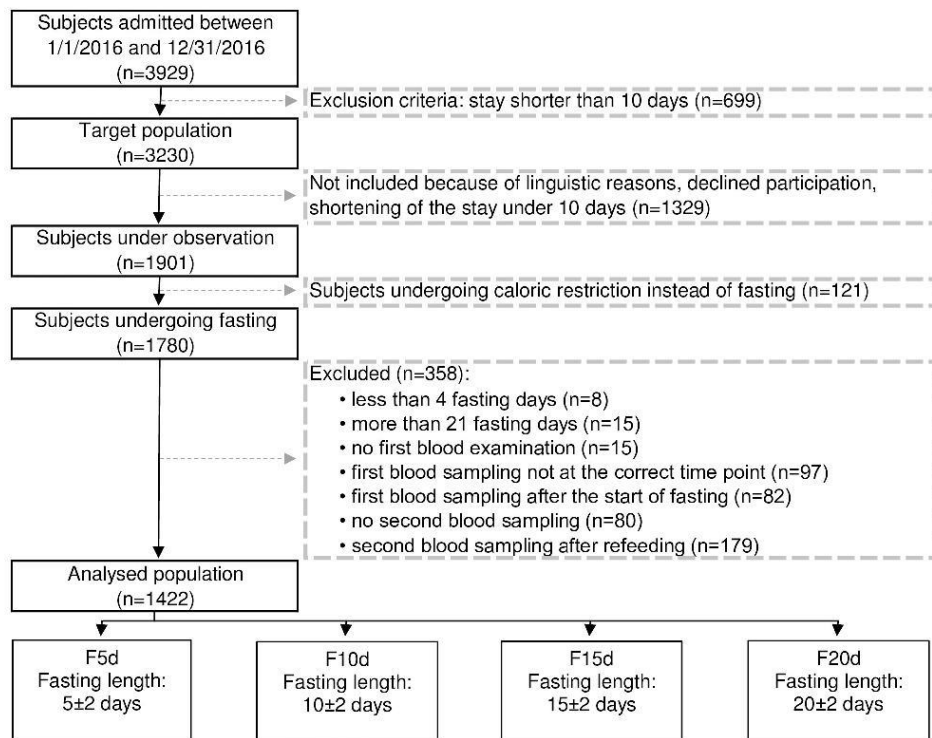 Subjects admitted between
1/1/2016 and 12/31/2016
(n=3929)
Exclusion criteria: stay shorter than 10 days (n=699)
Target population
(n=3230)
Not included because of linguistic reasons, declined participation,
shortening of the stay under 10 days (n=1329)
Subjects under observation
(n=1901)
Subjects undergoing caloric restriction instead of fasting (n=121)
Subjects undergoing fasting
(n=1780)
Excluded (n=358):
• less than 4 fasting days (n=8)
• more than 21 fasting days (n=15)
• no first blood examination (n=15)
• first blood sampling not at the correct time point (n=97)
• first blood sampling after the start of fasting (n=82)
• no second blood sampling (n=80)
• second blood sampling after refeeding (n=179)
Analysed population
(n=1422)
F5d
Fasting length:
5±2 days
F10d
Fasting length:
10±2 days
F15d
Fasting length:
15±2 days
F20d
Fasting length:
20±2 days